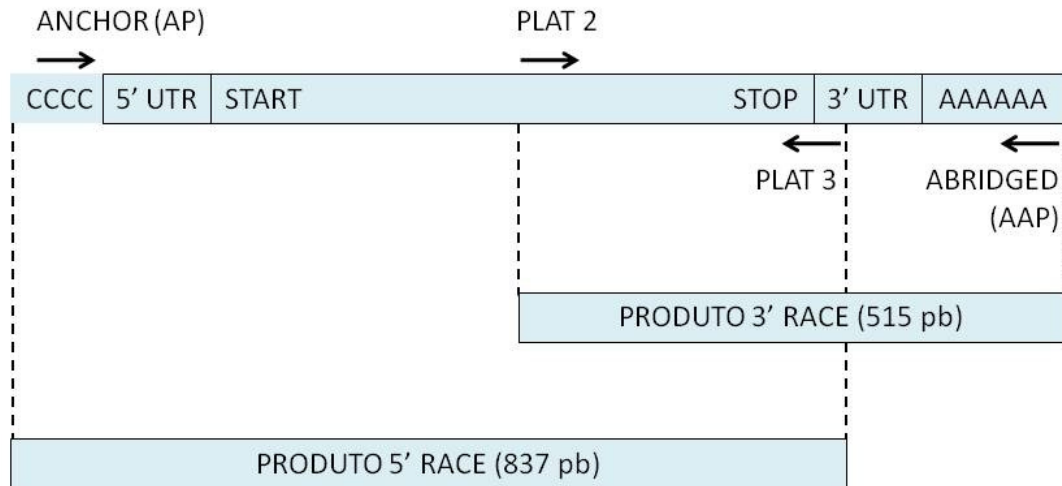 ANCHOR (AP)
PLAT 2
CCCC
5’ UTR
START
STOP
3’ UTR
AAAAAA
PLAT 3
ABRIDGED
(AAP)
PRODUTO 3’ RACE (515 pb)
PRODUTO 5’ RACE (837 pb)